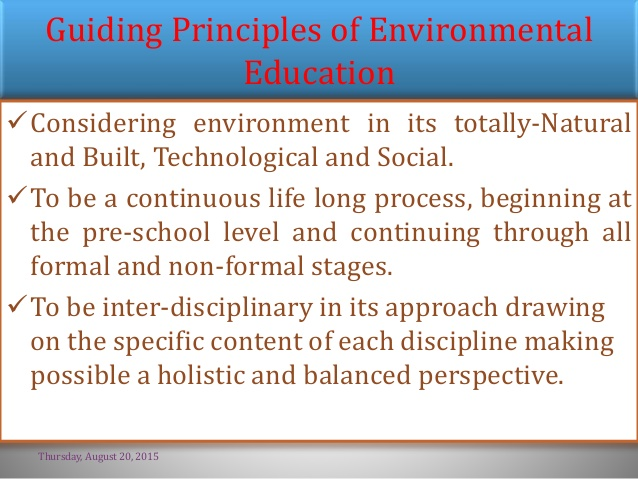 Guiding Principles of Environmental
Education
✓Considering environment in its totally-Natural
and Built, Technological and Social.
✓To be a continuous life long process, beginning at
the pre-school level and continuing through all
formal and non-formal stages.
✓To be inter-disciplinary in its approach drawing
on the specific content of each discipline making
possible a holistic and balanced perspective.
Thursday, August 20, 2015